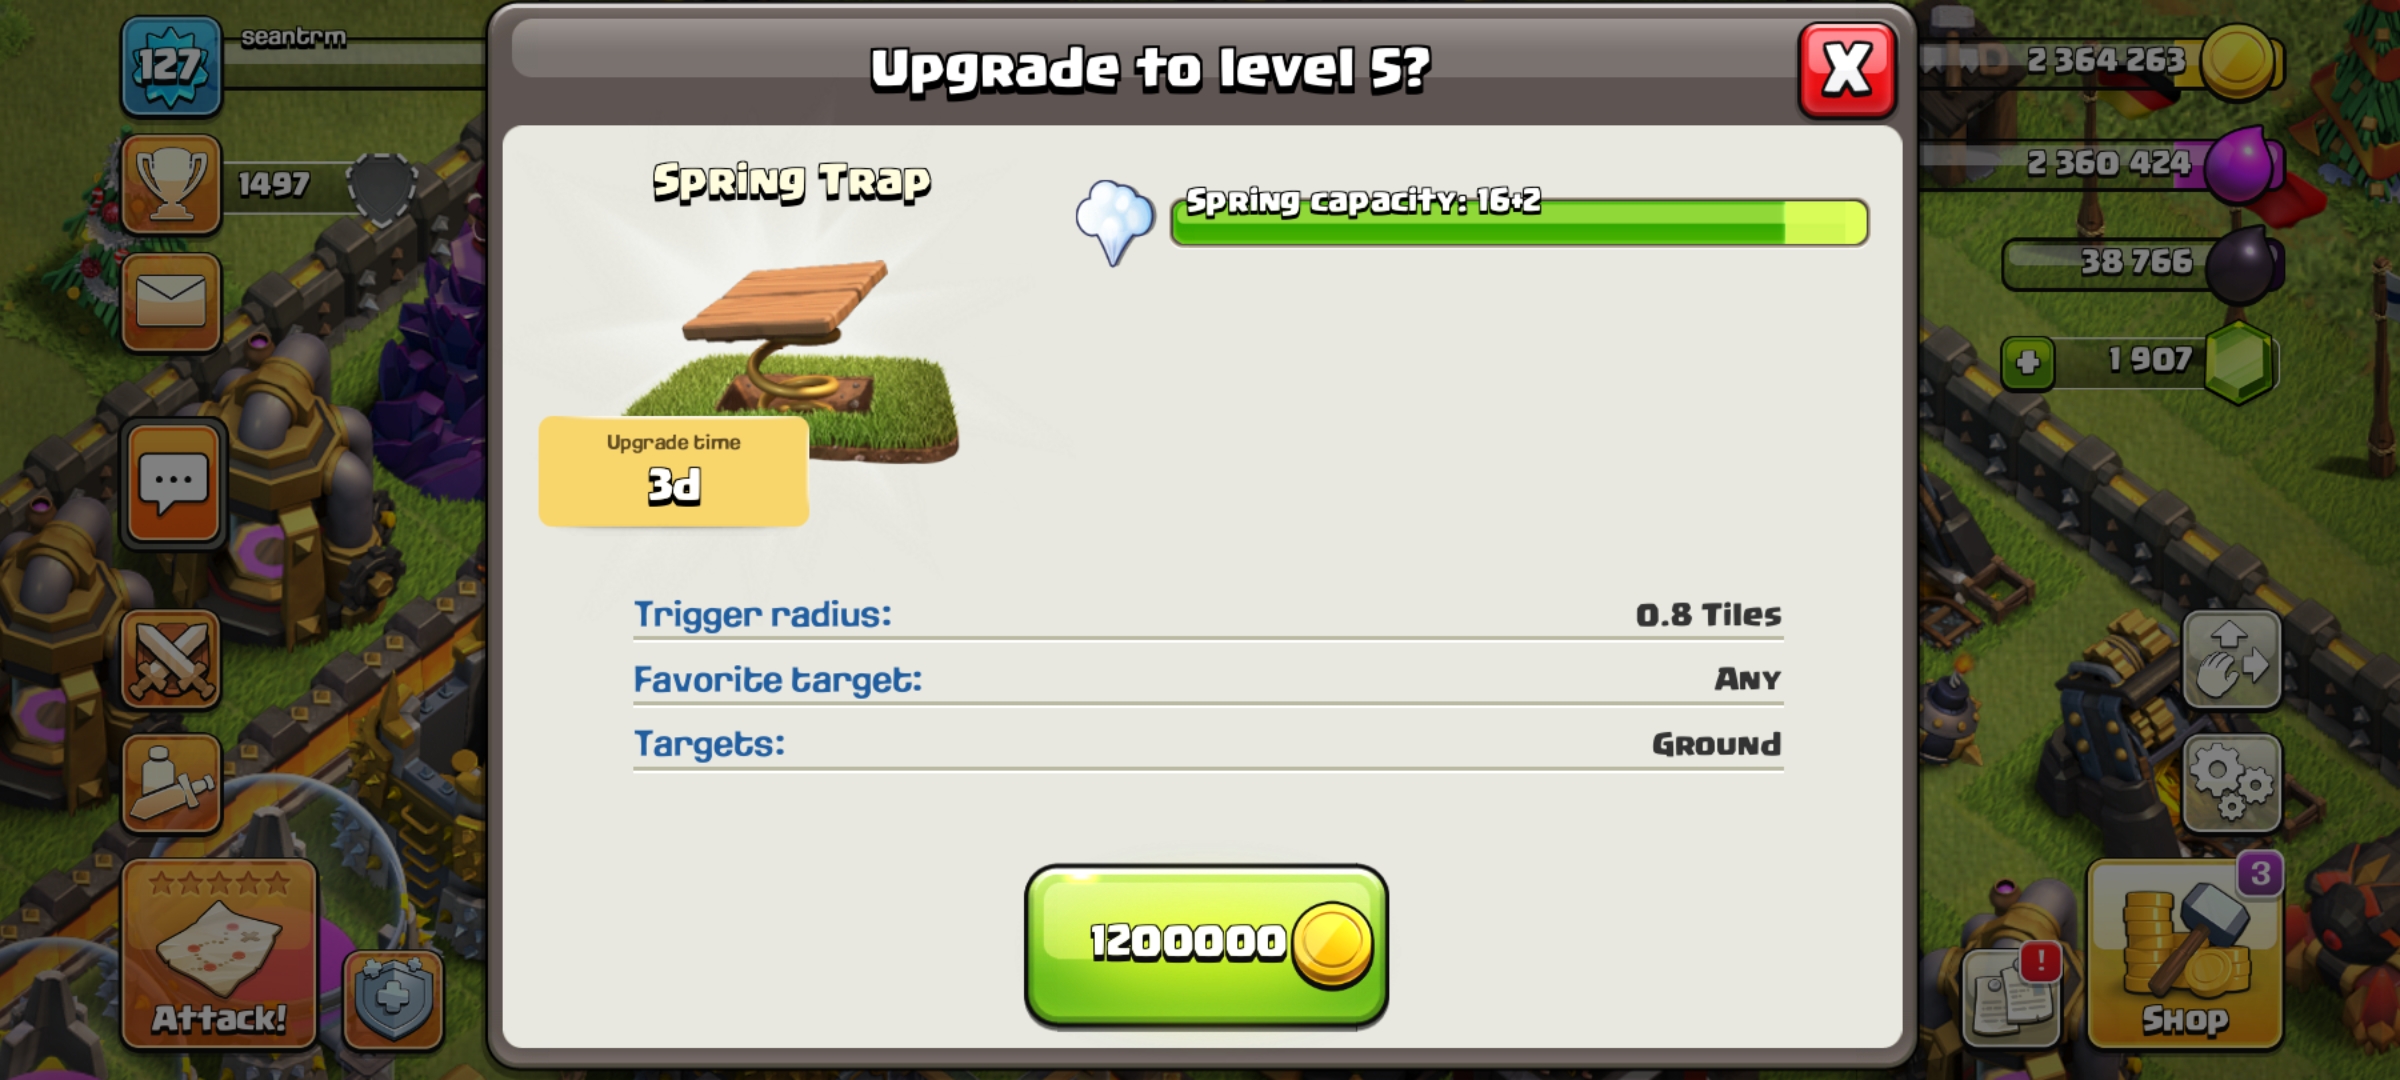 127
seantrm
1497
Attack!
Upgrade to level 5?
X
Spring Trap
Spring capacity: 16+2
Upgrade time
3d
Trigger radius: 0.8 Tiles
Favorite target: Any
Targets: Ground
1200000
2 364 263
2 360 424
38 766
1 907
3
!
Shop